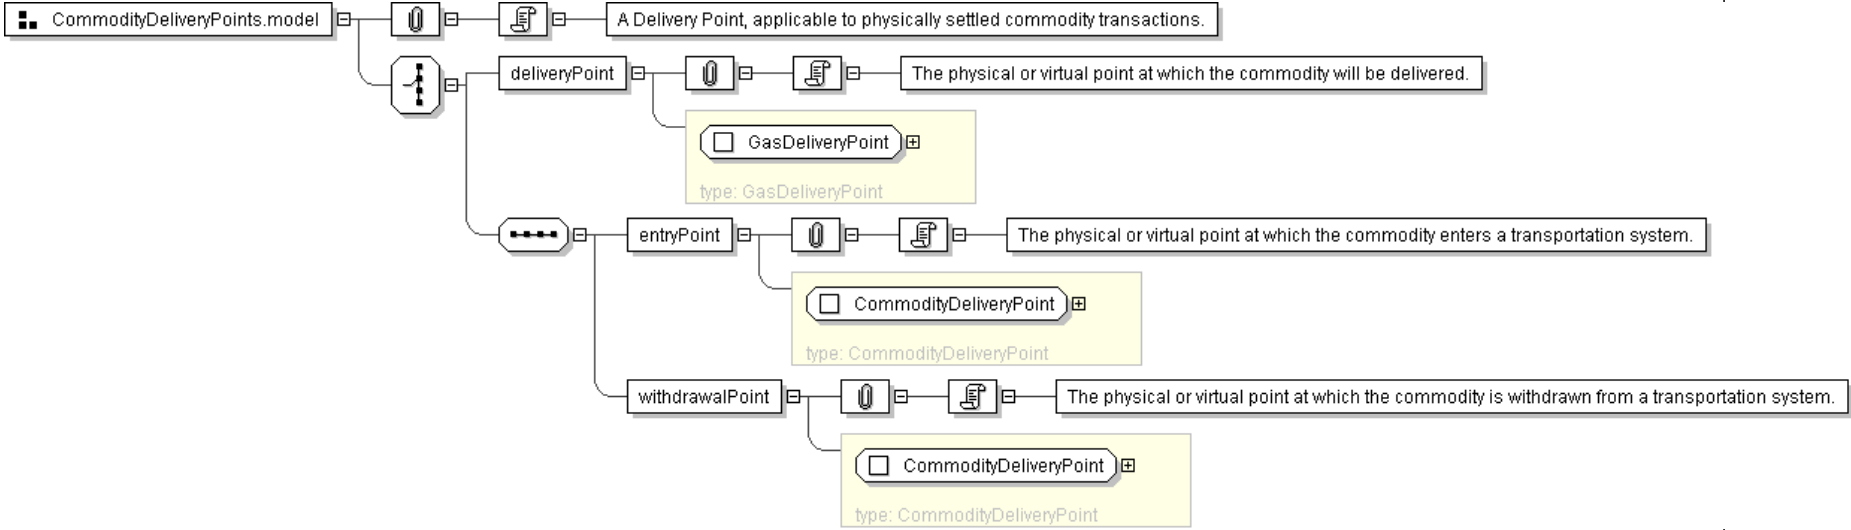 CommodityDeliveryPoints.model
A Delivery Point, applicable to physically settled commodity transactions.
deliveryPoint
The physical or virtual point at which the commodity will be delivered.
GasDeliveryPoint
type: GasDeliveryPoint
entryPoint
The physical or virtual point at which the commodity enters a transportation system.
CommodityDeliveryPoint
type: CommodityDeliveryPoint
withdrawalPoint
The physical or virtual point at which the commodity is withdrawn from a transportation system.
CommodityDeliveryPoint
type: CommodityDeliveryPoint